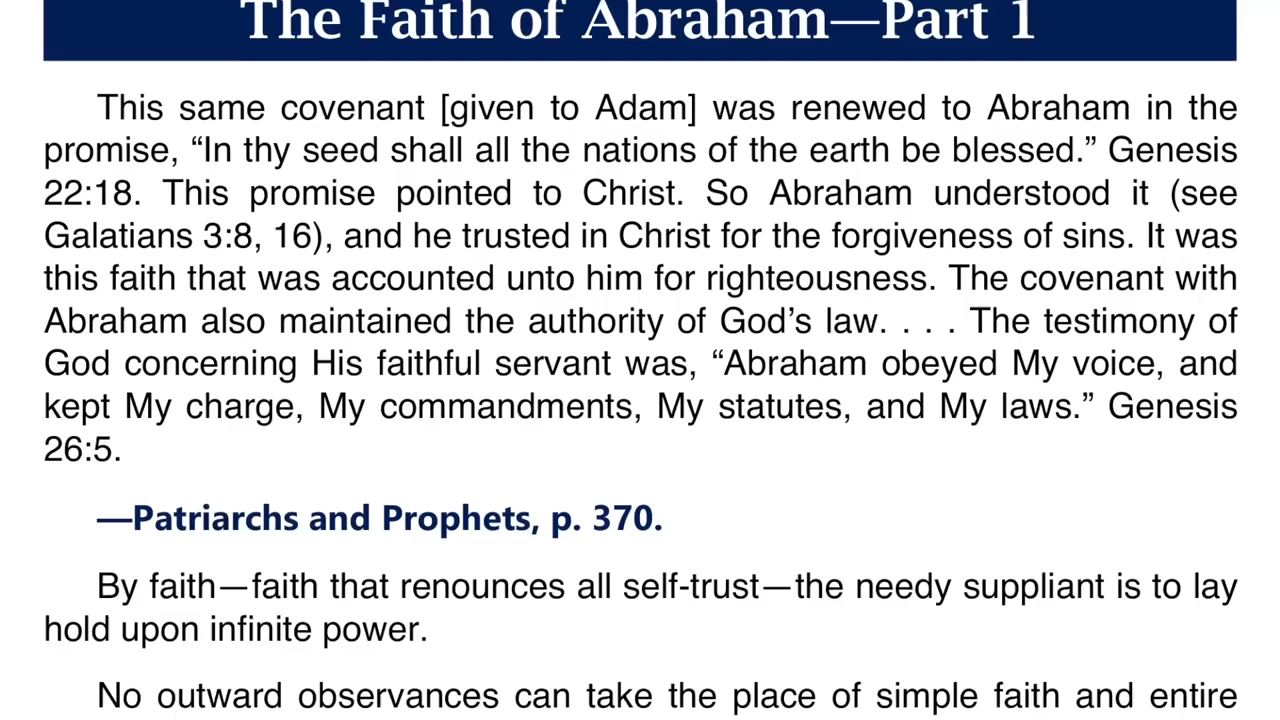 The Faith of Abraham—Part 1
This same covenant [given to Adam] was renewed to Abraham in the
promise, “In thy seed shall all the nations of the earth be blessed.” Genesis
22:18. This promise pointed to Christ. So Abraham understood it (see
Galatians 3:8, 16), and he trusted in Christ for the forgiveness of sins. It was
this faith that was accounted unto him for righteousness. The covenant with
Abraham also maintained the authority of God’s law. . . . The testimony of
God concerning His faithful servant was, “Abraham obeyed My voice, and
kept My charge, My commandments, My statutes, and My laws.” Genesis
26:5.
—Patriarchs and Prophets, p. 370.
By faith—faith that renounces all self-trust—the needy suppliant is to lay
hold upon infinite power.
No outward observances can take the place of simple faith and entire